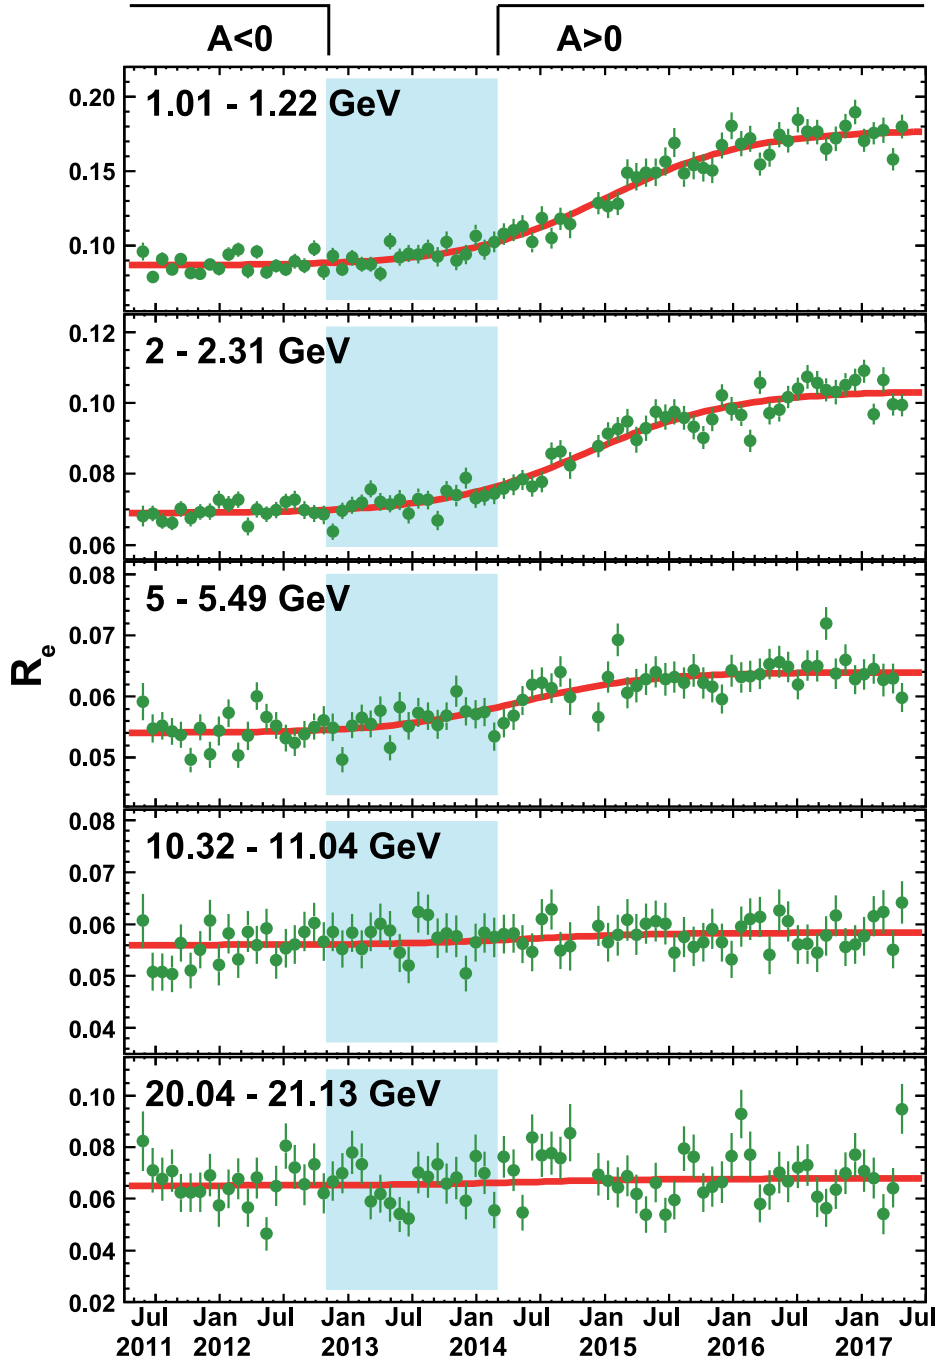 A<0 A>0
1.01 - 1.22 GeV
0.20
0.15
0.10
2 - 2.31 GeV
0.12
0.10
0.08
0.06
5 - 5.49 GeV
0.08
0.07
0.06
0.05
R_e
10.32 - 11.04 GeV
0.08
0.07
0.06
0.05
0.04
20.04 - 21.13 GeV
0.10
0.08
0.06
0.04
0.02
Jul Jan Jul Jan Jul Jan Jul Jan Jul Jan Jul Jan Jul
2011 2012 2013 2014 2015 2016 2017